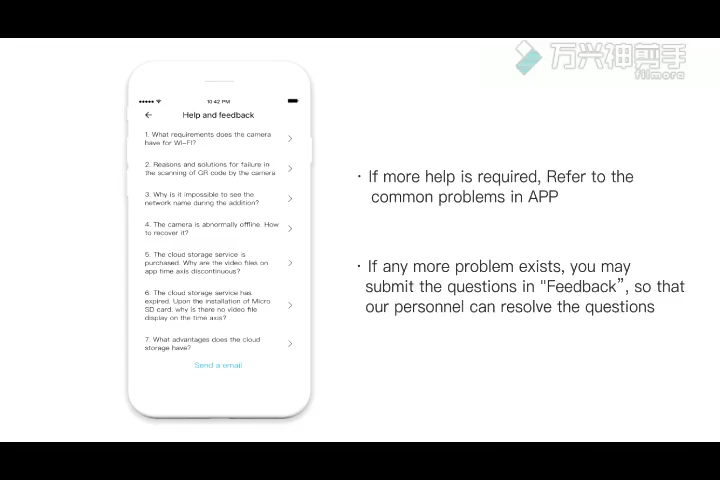 万兴神剪手
filmora
10:42 PM
Help and feedback
1. What requirements does the camera
have for WI-FI?
2. Reasons and solutions for failure in
the scanning of QR code by the camera
3. Why is it impossible to see the
network name during the addition?
4. The camera is abnormally offline. How
to recover it?
5. The cloud storage service is
purchased. Why are the video files on
app time axis discontinuous?
6. The cloud storage service has
expired. Upon the installation of Micro
SD card, why is there no video file
display on the time axis?
7. What advantages does the cloud
storage have?
Send a email
· If more help is required, Refer to the
common problems in APP
· If any more problem exists, you may
submit the questions in "Feedback”, so that
our personnel can resolve the questions